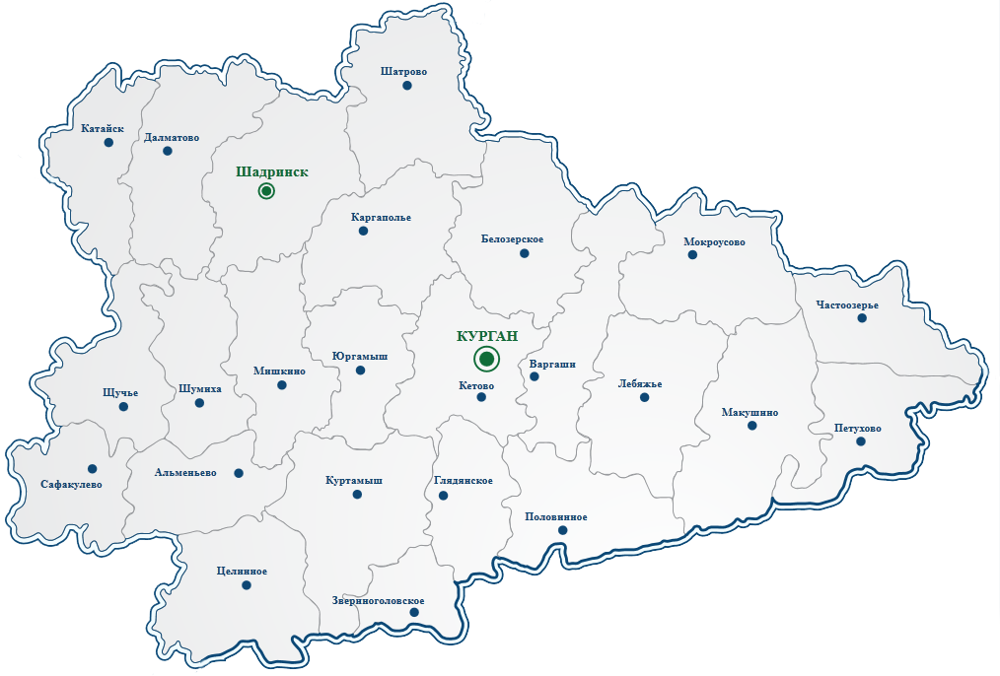 Шатрово
Катайск
Далматово
Шадринск
Каргаполье
Белозерское
Мокроусово
Частоозерье
КУРГАН
Юргамыш
Варгаши
Мишкино
Кетово
Лебяжье
Щучье
Шумиха
Макушино
Петухово
Альменьево
Сафакулево
Куртамыш
Глядянское
Половинное
Целинное
Звериноголовское